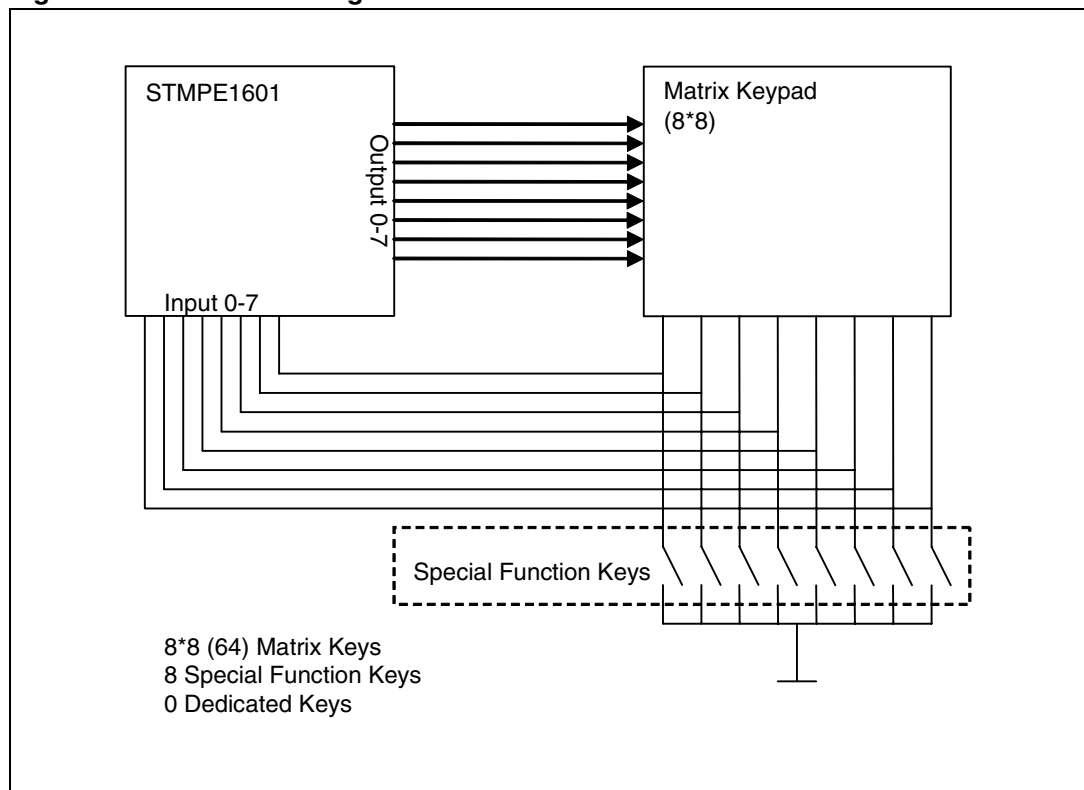 STMPE1601
Matrix Keypad
(8*8)
Output 0-7
Input 0-7
Special Function Keys
8*8 (64) Matrix Keys
8 Special Function Keys
0 Dedicated Keys